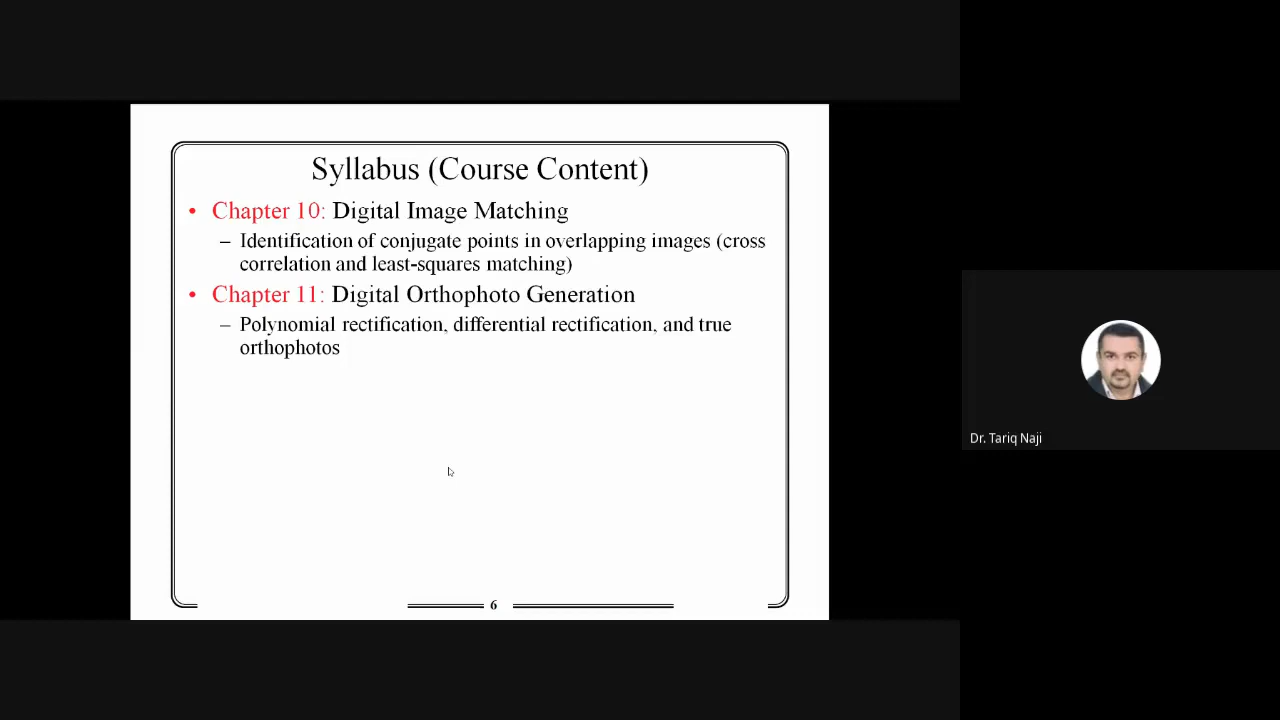 Syllabus (Course Content)
• Chapter 10: Digital Image Matching
– Identification of conjugate points in overlapping images (cross
correlation and least-squares matching)
• Chapter 11: Digital Orthophoto Generation
– Polynomial rectification, differential rectification, and true
orthophotos
6
Dr. Tariq Naji